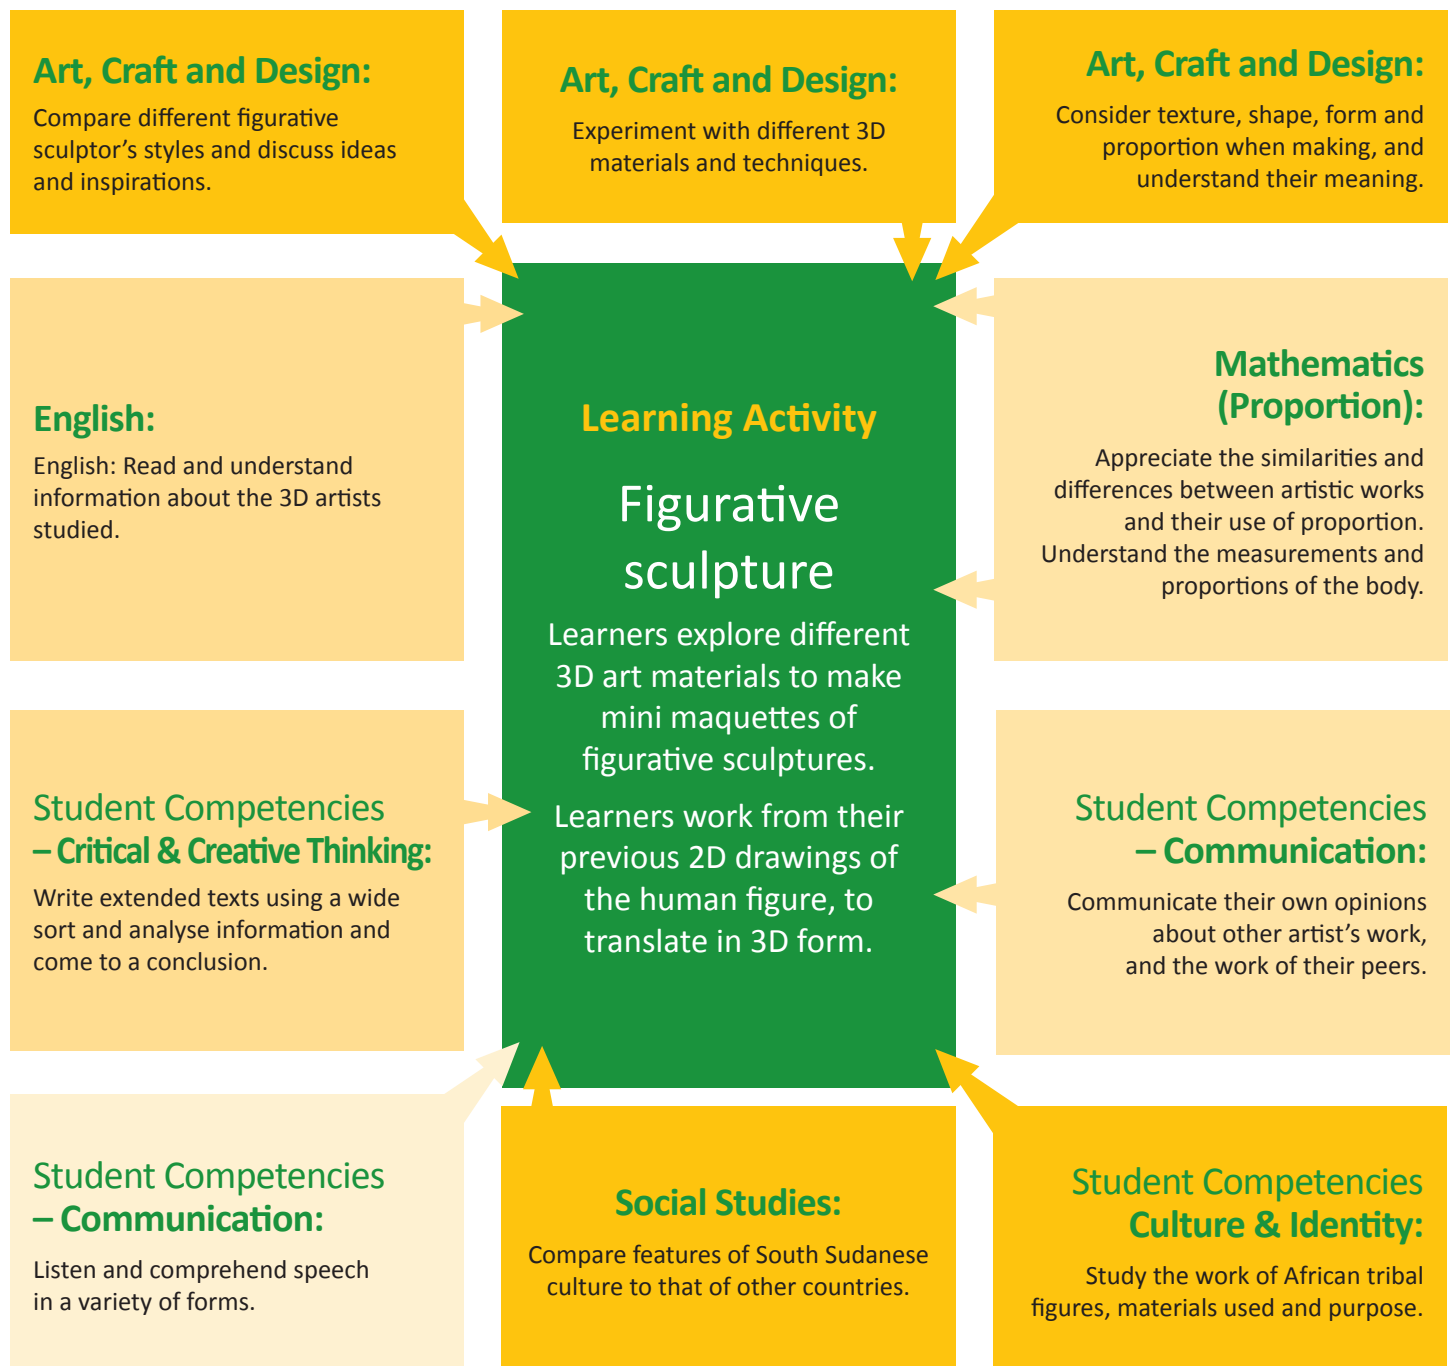 Art, Craft and Design:
Compare different figurative
sculptor's styles and discuss ideas
and inspirations.
Art, Craft and Design:
Experiment with different 3D
materials and techniques.
Art, Craft and Design:
Consider texture, shape, form and
proportion when making, and
understand their meaning.
English:
English: Read and understand
information about the 3D artists
studied.
Learning Activity
Figurative
sculpture
Learners explore different
3D art materials to make
mini maquettes of
figurative sculptures.
Learners work from their
previous 2D drawings of
the human figure, to
translate in 3D form.
Mathematics
(Proportion):
Appreciate the similarities and
differences between artistic works
and their use of proportion.
Understand the measurements and
proportions of the body.
Student Competencies
– Critical & Creative Thinking:
Write extended texts using a wide
sort and analyse information and
come to a conclusion.
Student Competencies
– Communication:
Communicate their own opinions
about other artist's work,
and the work of their peers.
Student Competencies
– Communication:
Listen and comprehend speech
in a variety of forms.
Social Studies:
Compare features of South Sudanese
culture to that of other countries.
Student Competencies
Culture & Identity:
Study the work of African tribal
figures, materials used and purpose.